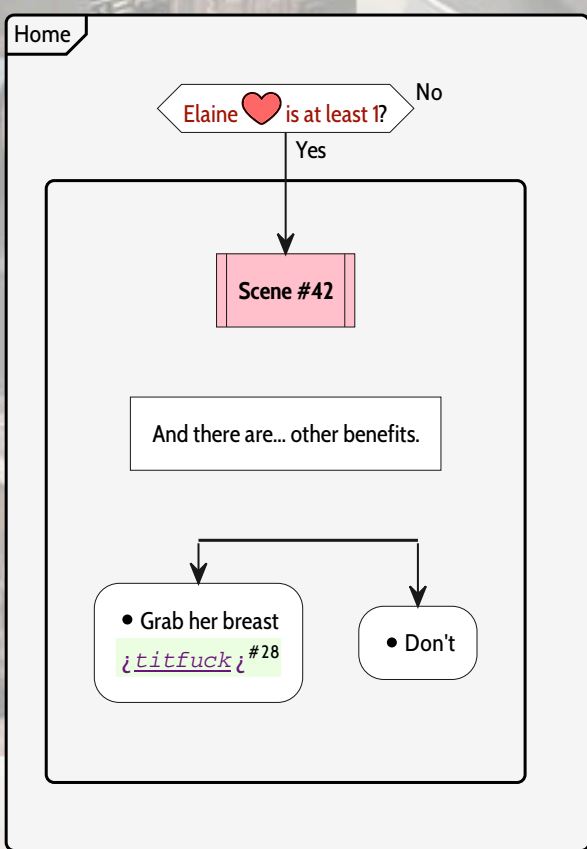 Home
Elaine is at least 1?
No
Yes
Scene #42
And there are... other benefits.
• Grab her breast
¿titfuck¿#28
• Don't